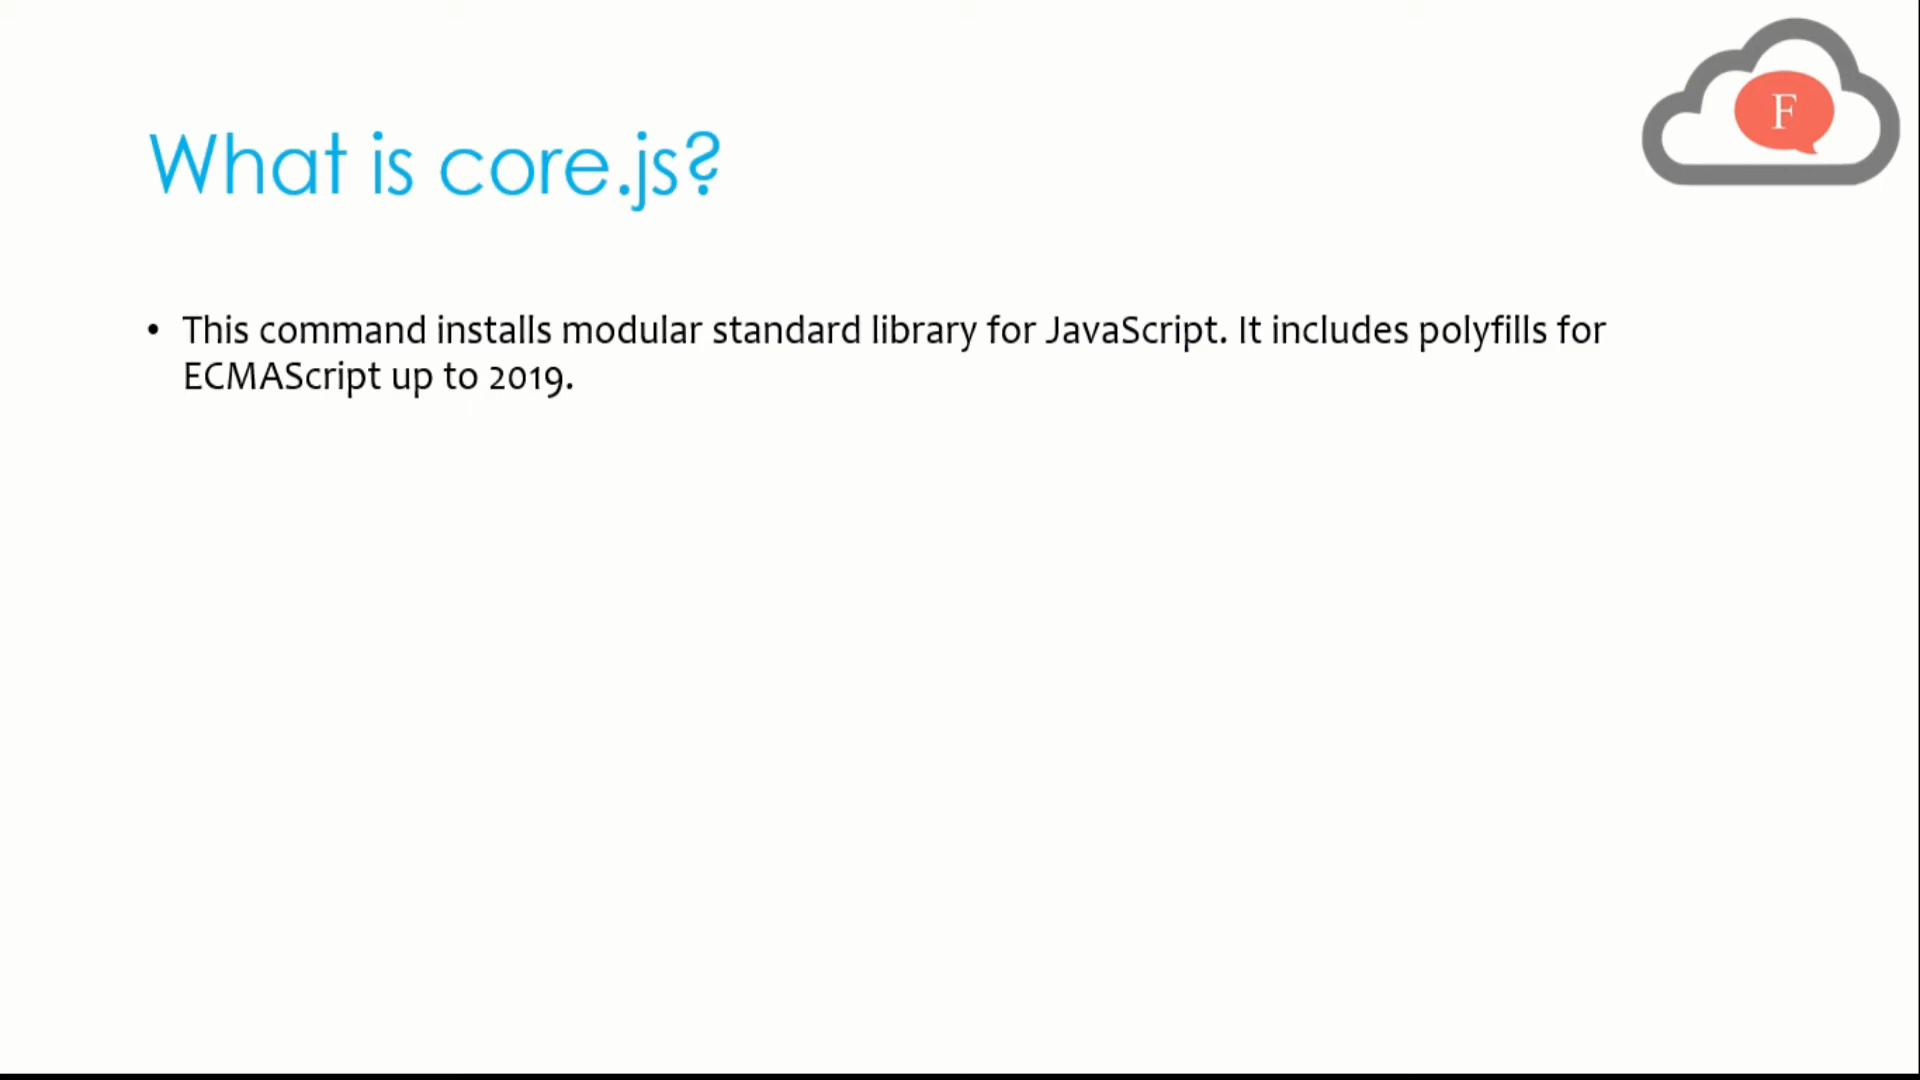 F
What is core.js?
• This command installs modular standard library for JavaScript. It includes polyfills for
ECMAScript up to 2019.